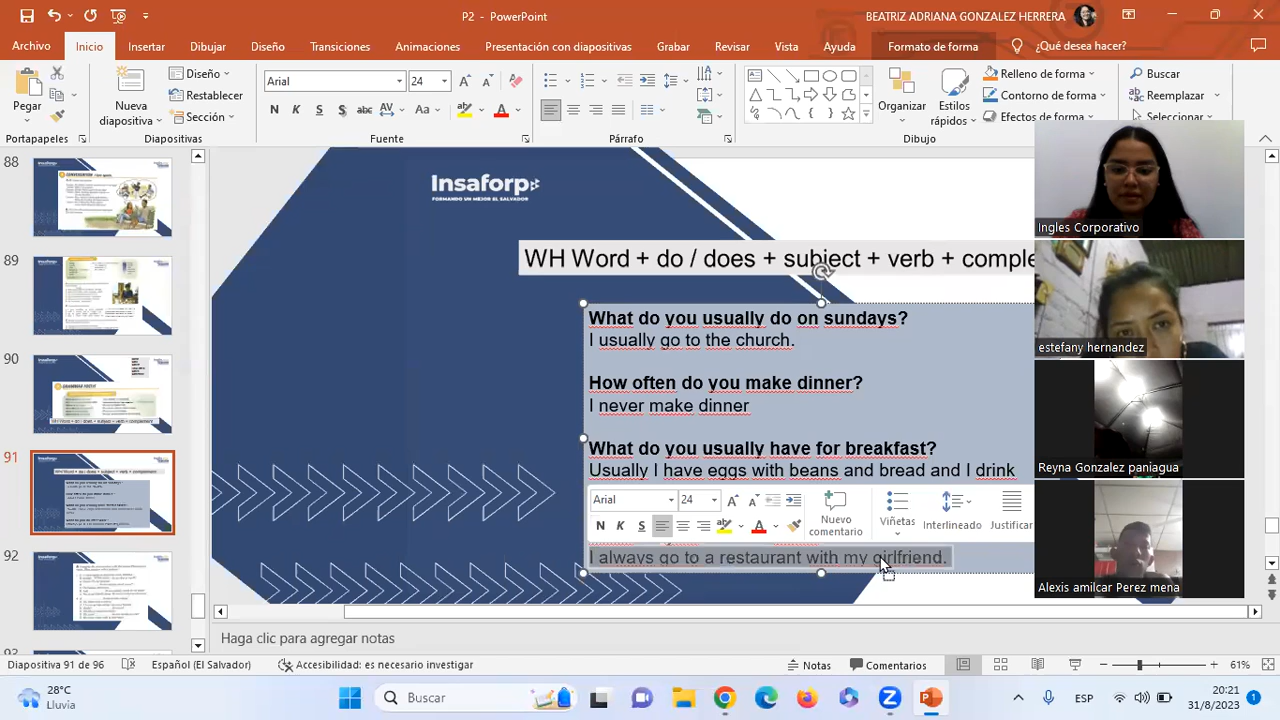 P2 - PowerPoint
BEATRIZ ADRIANA GONZALEZ HERRERA
Archivo Inicio Insertar Dibujar Diseño Transiciones Animaciones Presentación con diapositivas Grabar Revisar Vista Ayuda Formato de forma ¿Qué desea hacer?
Pegar
Portapapeles
Nueva diapositiva
Diseño
Restablecer
Sección
Diapositivas
Arial 24
N K S S abc AV Aa A
Fuente
Párrafo
Organizar
Estilos rápidos
Relleno de forma
Contorno de forma
Efectos de forma
Dibujo
Buscar
Reemplazar
88
89
90
91
92
93
Insaforp
FORMANDO UN MEJOR EL SALVADOR
WH Word + do / does + subject + verb + comple
What do you usually do on sundays?
I usually go to the church.
How often do you make dinner?
I never make dinner
What do you usually have for breakfast?
Usually I have eggs with beans and bread and I drink
Arial 24
N K S
Nuevo comentario
Viñetas
Interlineado
Justificar
I always go to a restaurant with my girlfriend.
Ingles Corporativo
estefany hernandez
Reyna Gonzalez paniagua
Alexis amilcar Perez mena
Haga clic para agregar notas
Diapositiva 91 de 96 Español (El Salvador) Accesibilidad: es necesario investigar Notas Comentarios 61%
28°C
Lluvia
Buscar
ESP
20:21
31/8/2023